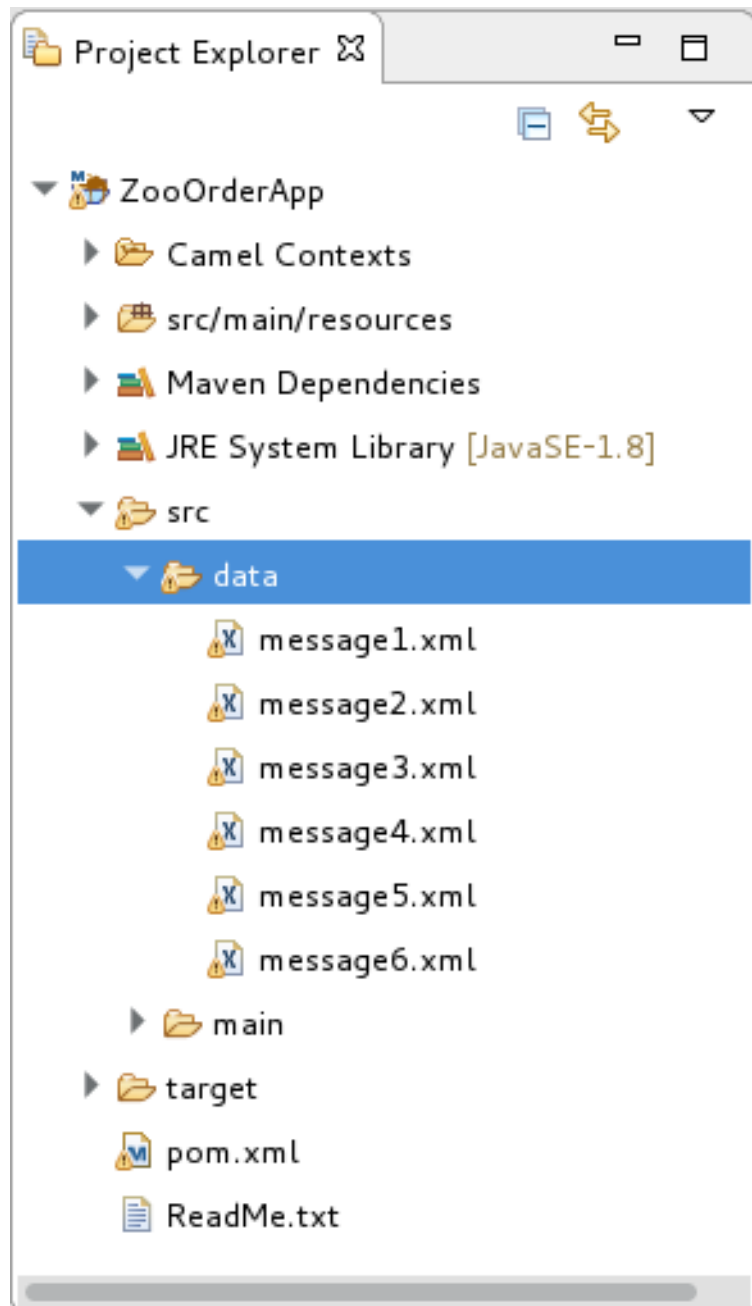 Project Explorer
ZooOrderApp
Camel Contexts
src/main/resources
Maven Dependencies
JRE System Library [JavaSE-1.8]
src
data
message1.xml
message2.xml
message3.xml
message4.xml
message5.xml
message6.xml
main
target
pom.xml
ReadMe.txt